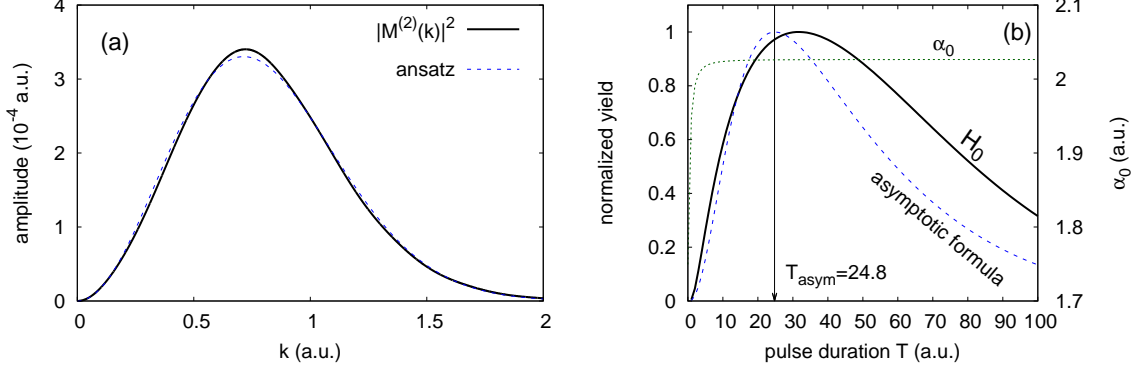 (a)
|M(2)(k)|2
ansatz
amplitude (10-4 a.u.)
4
3
2
1
0
0
0.5
1
1.5
2
k (a.u.)
(b)
α0
H0
asymptotic formula
Tasym=24.8
normalized yield
1
0.8
0.6
0.4
0.2
0
0 10 20 30 40 50 60 70 80 90 100
pulse duration T (a.u.)
2.1
2
1.9
1.8
1.7
α0 (a.u.)